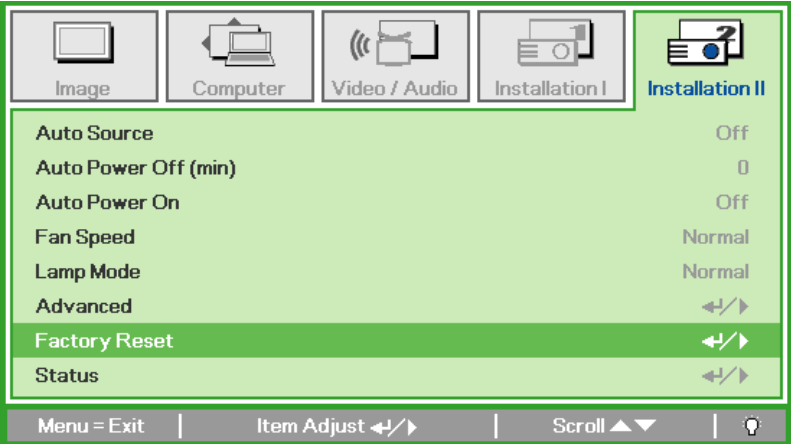 Image Computer Video / Audio Installation I Installation II
Auto Source Off
Auto Power Off (min) 0
Auto Power On Off
Fan Speed Normal
Lamp Mode Normal
Advanced
Factory Reset
Status
Menu = Exit Item Adjust Scroll